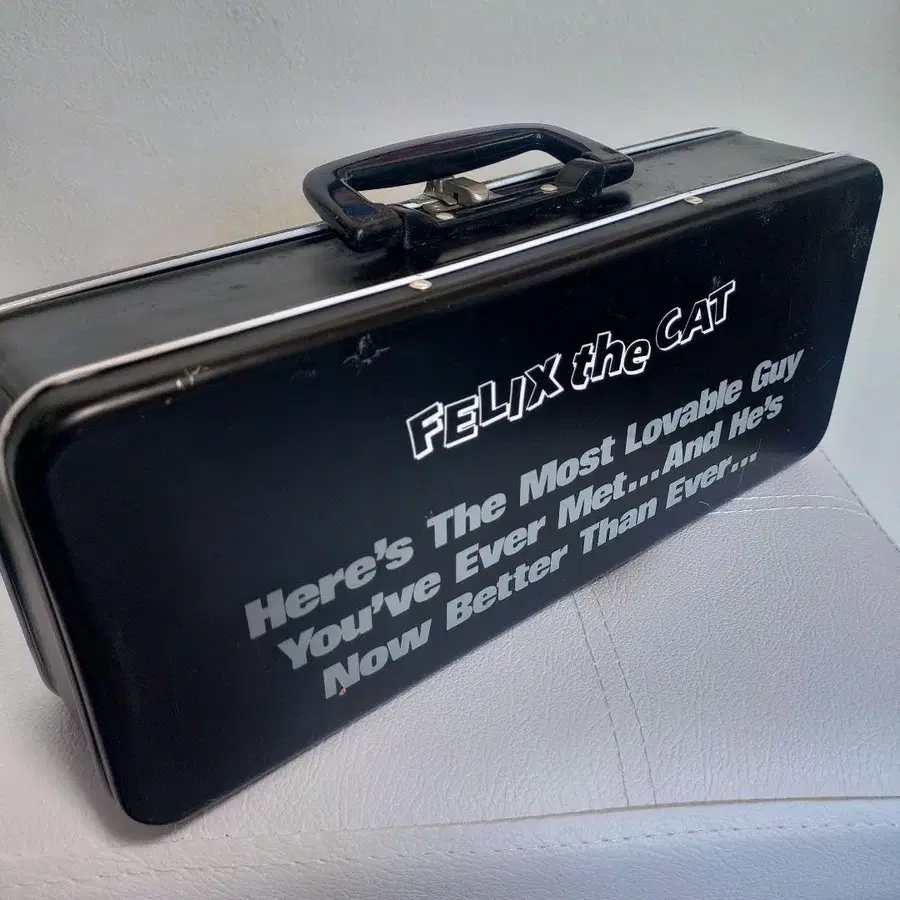 FELIX the CAT
Here's The Most Lovable Guy
You've Ever Met...And He's
Now Better Than Ever...